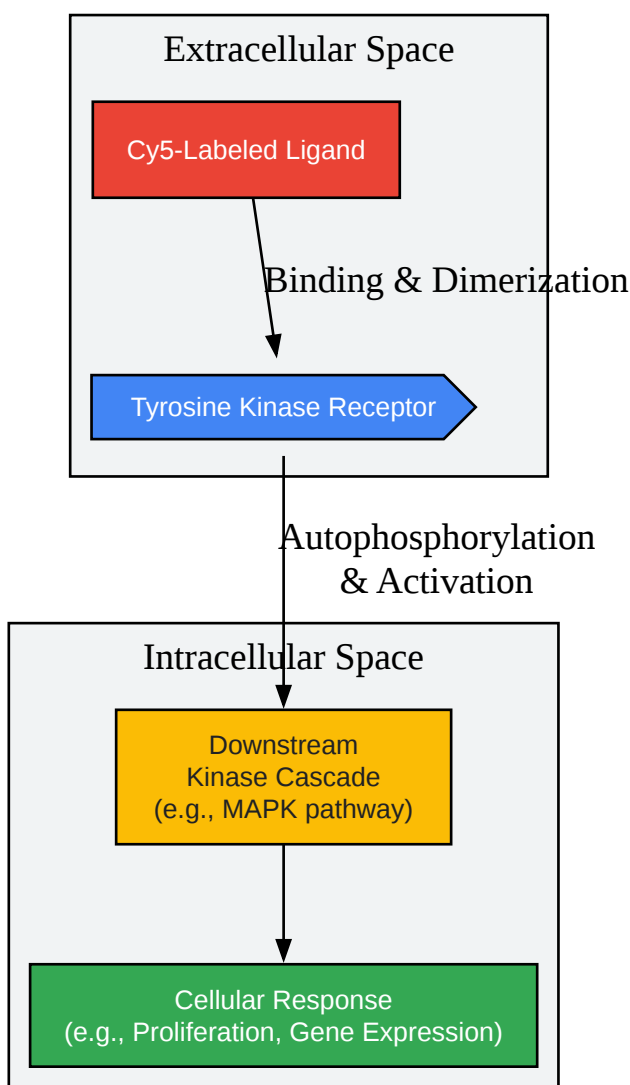 Extracellular Space
Cy5-Labeled Ligand
Binding & Dimerization
Tyrosine Kinase Receptor
Autophosphorylation
& Activation
Intracellular Space
Downstream
Kinase Cascade
(e.g., MAPK pathway)
Cellular Response
(e.g., Proliferation, Gene Expression)